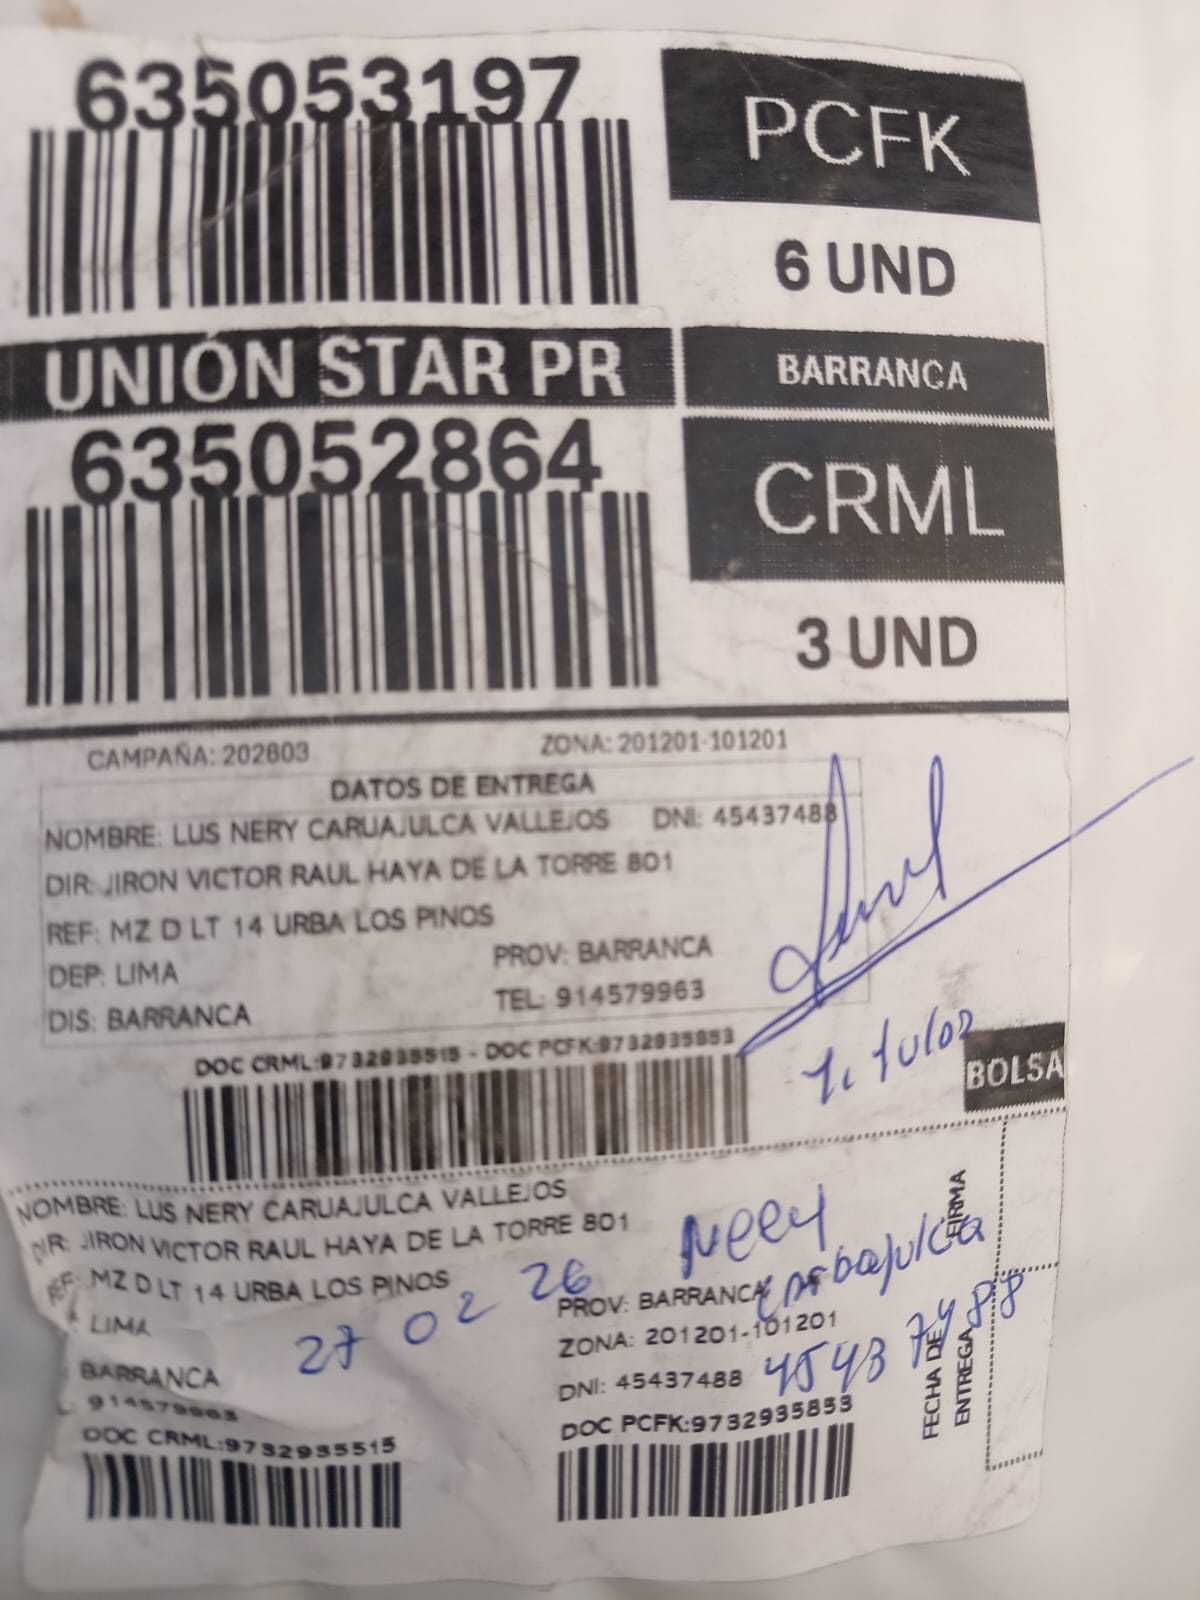 635053197
PCFK
6 UND
UNIÓN STAR PR
BARRANCA
635052864
CRML
3 UND
CAMPAÑA: 202603 ZONA: 201201-101201
DATOS DE ENTREGA
NOMBRE: LUS NERY CARUAJULCA VALLEJOS DNI: 45437488
DIR: JIRON VICTOR RAUL HAYA DE LA TORRE 801
REF: MZ D LT 14 URBA LOS PINOS
DEP: LIMA PROV: BARRANCA
DIS: BARRANCA TEL: 914579963
DOC CRML:9732935515 - DOC PCFK:9732935853
Titular
BOLSA
NOMBRE: LUS NERY CARUAJULCA VALLEJOS
DIR: JIRON VICTOR RAUL HAYA DE LA TORRE 801
REF: MZ D LT 14 URBA LOS PINOS
LIMA
PROV: BARRANCA
ZONA: 201201-101201
BARRANCA
DNI: 45437488
914579963
DOC CRML:9732935515
DOC PCFK:9732935853
27 02 26
Nery
Caruajulca
45437488
FIRMA
FECHA DE
ENTREGA